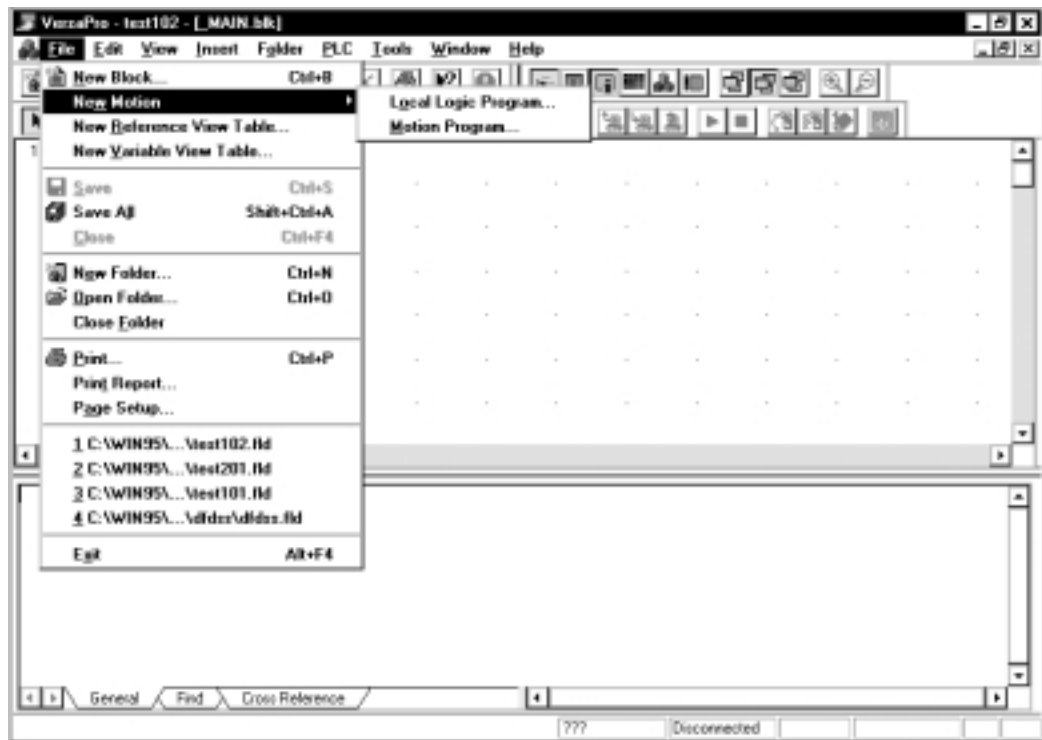 VersaPro - test102 - [_MAIN.blk]
File Edit View Insert Folder PLC Tools Window Help
New Block... Ctrl+B
New Motion
Local Logic Program...
Motion Program...
New Reference View Table...
New Variable View Table...
1
Save Ctrl+S
Save All Shift+Ctrl+A
Close Ctrl+F4
New Folder... Ctrl+N
Open Folder... Ctrl+O
Close Folder
Print... Ctrl+P
Print Report...
Page Setup...
1 C:\WIN95\...\test102.fld
2 C:\WIN95\...\test201.fld
3 C:\WIN95\...\test101.fld
4 C:\WIN95\...\dfdss\dfdss.fld
Exit Alt+F4
General Find Cross Reference
??? Disconnected